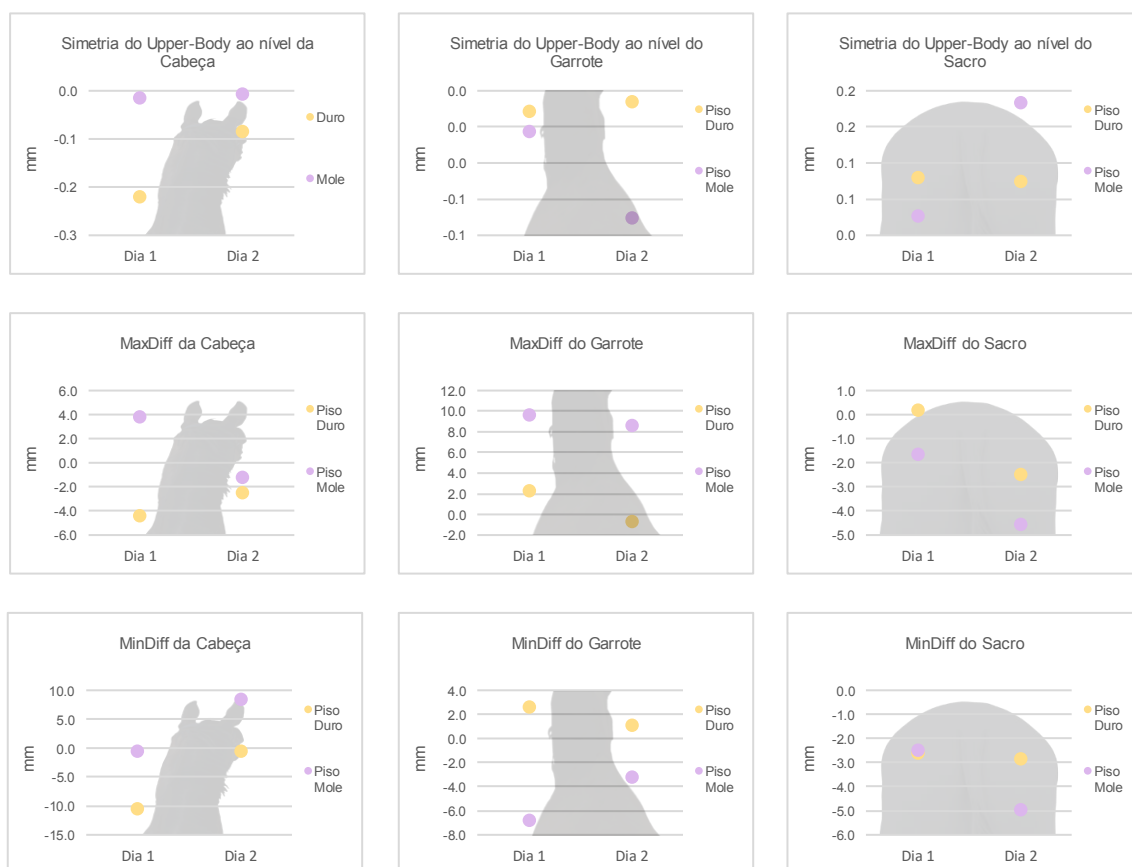 Simetria do Upper-Body ao nível da
Cabeça
0.0
-0.1
-0.2
-0.3
mm
Dia 1
Dia 2
Duro
Mole
Simetria do Upper-Body ao nível do
Garrote
0.0
0.0
0.0
-0.1
-0.1
mm
Dia 1
Dia 2
Piso
Duro
Piso
Mole
Simetria do Upper-Body ao nível do
Sacro
0.2
0.2
0.1
0.1
0.0
mm
Dia 1
Dia 2
Piso
Duro
Piso
Mole
MaxDiff da Cabeça
6.0
4.0
2.0
0.0
-2.0
-4.0
-6.0
mm
Dia 1
Dia 2
Piso
Duro
Piso
Mole
MaxDiff do Garrote
12.0
10.0
8.0
6.0
4.0
2.0
0.0
-2.0
mm
Dia 1
Dia 2
Piso
Duro
Piso
Mole
MaxDiff do Sacro
1.0
0.0
-1.0
-2.0
-3.0
-4.0
-5.0
mm
Dia 1
Dia 2
Piso
Duro
Piso
Mole
MinDiff da Cabeça
10.0
5.0
0.0
-5.0
-10.0
-15.0
mm
Dia 1
Dia 2
Piso
Duro
Piso
Mole
MinDiff do Garrote
4.0
2.0
0.0
-2.0
-4.0
-6.0
-8.0
mm
Dia 1
Dia 2
Piso
Duro
Piso
Mole
MinDiff do Sacro
0.0
-1.0
-2.0
-3.0
-4.0
-5.0
-6.0
mm
Dia 1
Dia 2
Piso
Duro
Piso
Mole